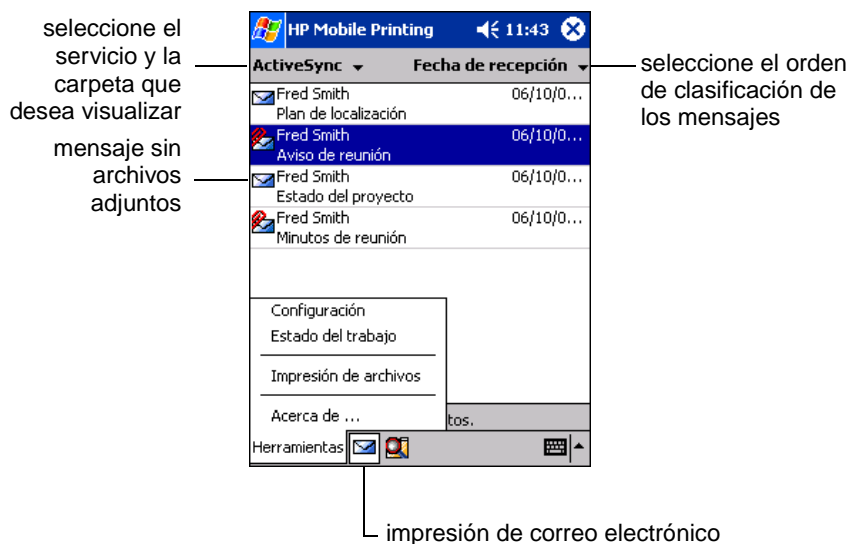 seleccione el
servicio y la
carpeta que
desea visualizar
mensaje sin
archivos
adjuntos
HP Mobile Printing 11:43
ActiveSync Fecha de recepción
Fred Smith 06/10/0...
Plan de localización
Fred Smith 06/10/0...
Aviso de reunión
Fred Smith 06/10/0...
Estado del proyecto
Fred Smith 06/10/0...
Minutos de reunión
Configuración
Estado del trabajo
Impresión de archivos
Acerca de ...
tos.
Herramientas
seleccione el orden
de clasificación de
los mensajes
impresión de correo electrónico